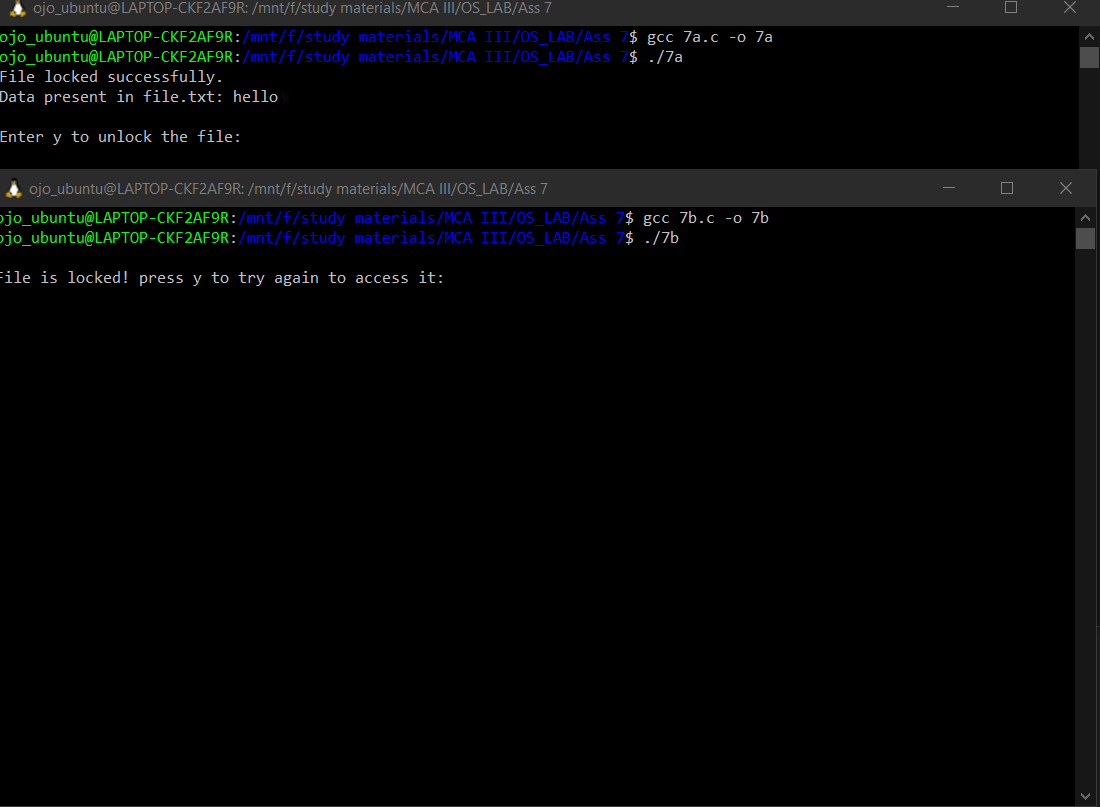 ojo_ubuntu@LAPTOP-CKF2AF9R: /mnt/f/study materials/MCA III/OS_LAB/Ass 7
ojo_ubuntu@LAPTOP-CKF2AF9R:/mnt/f/study materials/MCA III/OS_LAB/Ass 7$ gcc 7a.c -o 7a
ojo_ubuntu@LAPTOP-CKF2AF9R:/mnt/f/study materials/MCA III/OS_LAB/Ass 7$ ./7a
File locked successfully.
Data present in file.txt: hello
Enter y to unlock the file:
ojo_ubuntu@LAPTOP-CKF2AF9R: /mnt/f/study materials/MCA III/OS_LAB/Ass 7
ojo_ubuntu@LAPTOP-CKF2AF9R:/mnt/f/study materials/MCA III/OS_LAB/Ass 7$ gcc 7b.c -o 7b
ojo_ubuntu@LAPTOP-CKF2AF9R:/mnt/f/study materials/MCA III/OS_LAB/Ass 7$ ./7b
File is locked! press y to try again to access it: